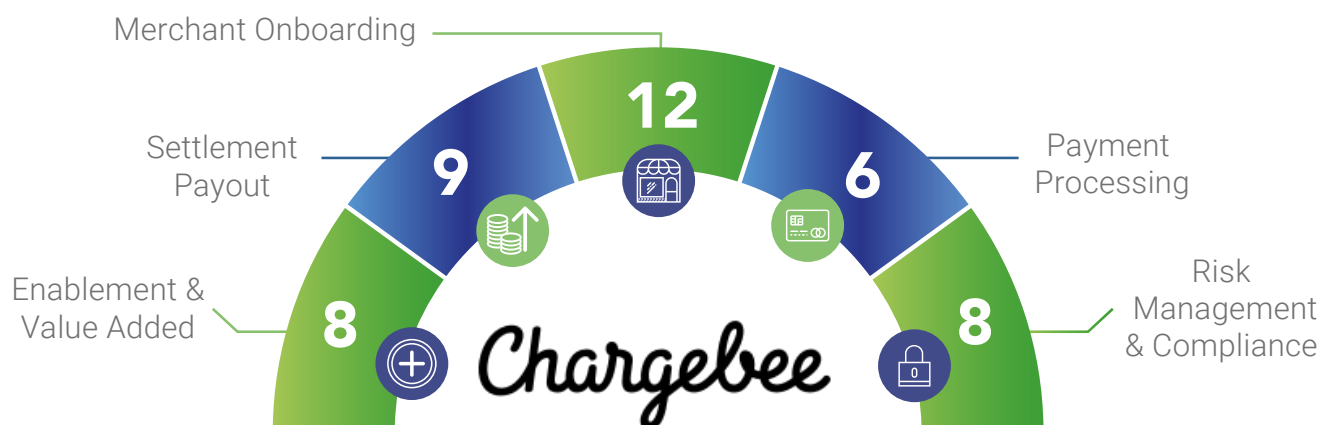 Merchant Onboarding
12
Settlement
Payout
9
6
Payment
Processing
Enablement &
Value Added
8
8
Risk
Management
& Compliance
Chargebee